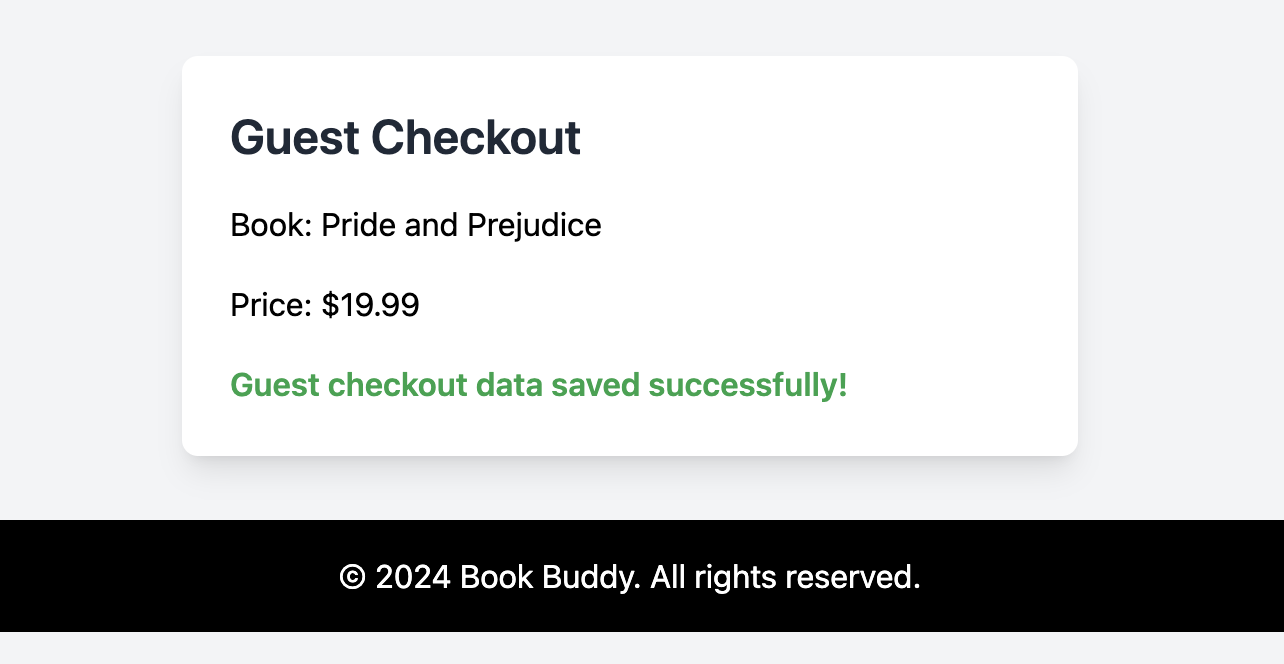 Guest Checkout
Book: Pride and Prejudice
Price: $19.99
Guest checkout data saved successfully!
© 2024 Book Buddy. All rights reserved.